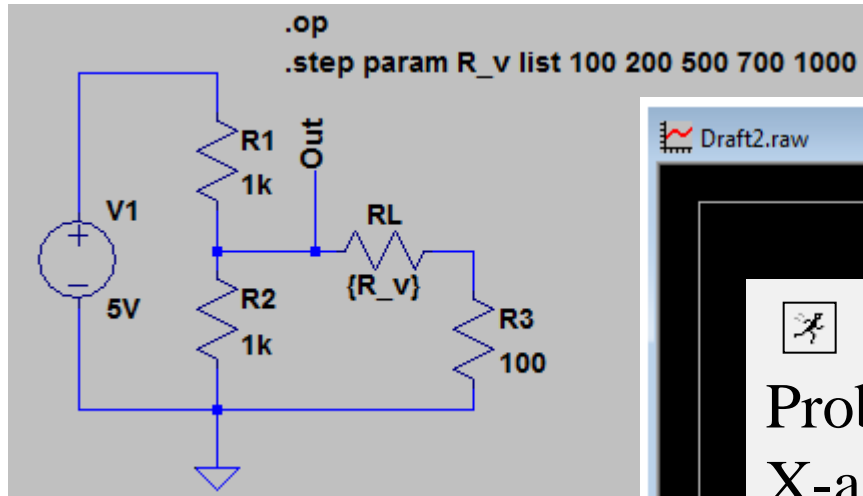 .op
.step param R_v list 100 200 500 700 1000
R1
1k
Out
V1
5V
RL
{R_v}
R2
1k
R3
100
Draft2.raw